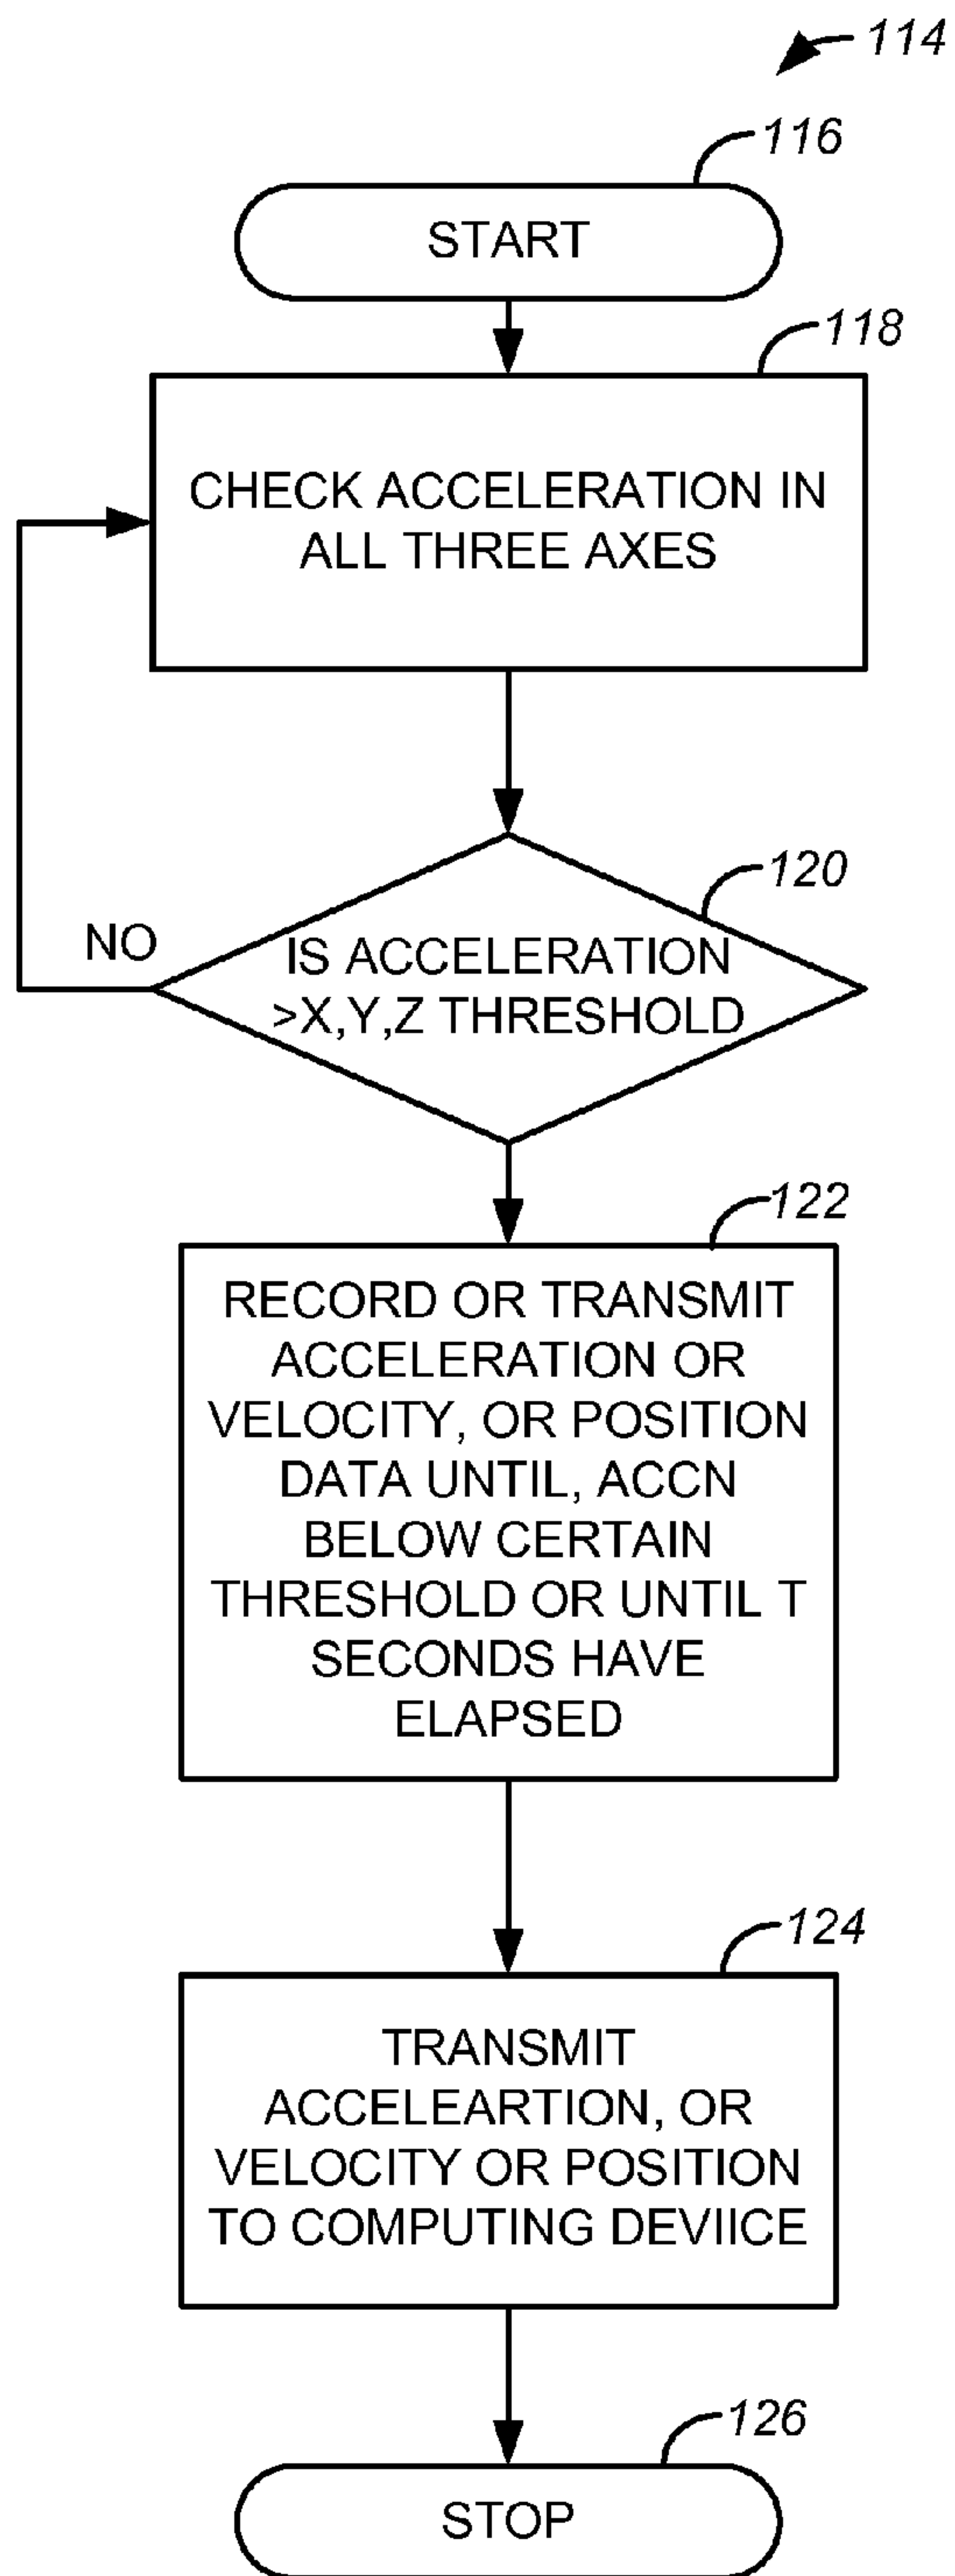 114
116
START
118
CHECK ACCELERATION IN
ALL THREE AXES
120
NO
IS ACCELERATION
>X,Y,Z THRESHOLD
122
RECORD OR TRANSMIT
ACCELERATION OR
VELOCITY, OR POSITION
DATA UNTIL, ACCN
BELOW CERTAIN
THRESHOLD OR UNTIL T
SECONDS HAVE
ELAPSED
124
TRANSMIT
ACCELEARTION, OR
VELOCITY OR POSITION
TO COMPUTING DEVIICE
126
STOP